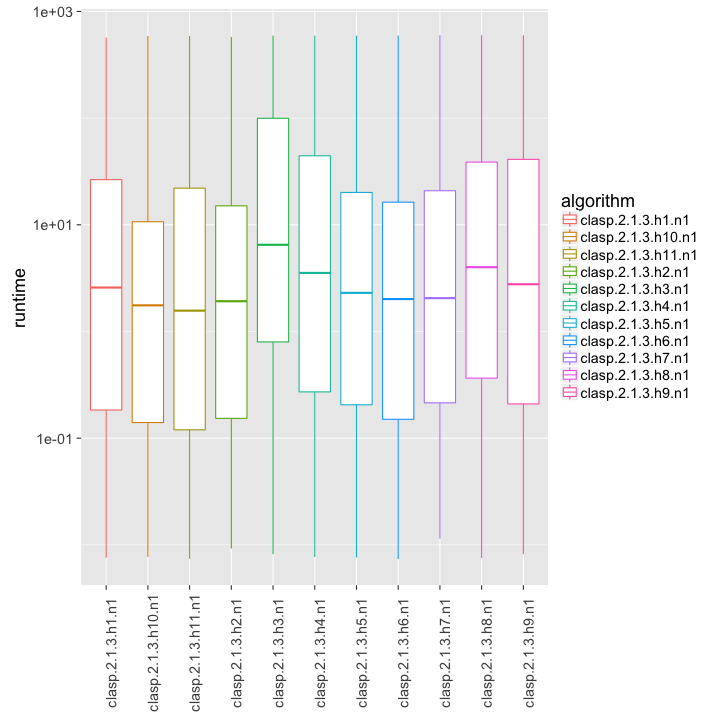 1e+03
1e+01
1e-01
runtime
clasp.2.1.3.h1.n1
clasp.2.1.3.h10.n1
clasp.2.1.3.h11.n1
clasp.2.1.3.h2.n1
clasp.2.1.3.h3.n1
clasp.2.1.3.h4.n1
clasp.2.1.3.h5.n1
clasp.2.1.3.h6.n1
clasp.2.1.3.h7.n1
clasp.2.1.3.h8.n1
clasp.2.1.3.h9.n1
algorithm
clasp.2.1.3.h1.n1
clasp.2.1.3.h10.n1
clasp.2.1.3.h11.n1
clasp.2.1.3.h2.n1
clasp.2.1.3.h3.n1
clasp.2.1.3.h4.n1
clasp.2.1.3.h5.n1
clasp.2.1.3.h6.n1
clasp.2.1.3.h7.n1
clasp.2.1.3.h8.n1
clasp.2.1.3.h9.n1